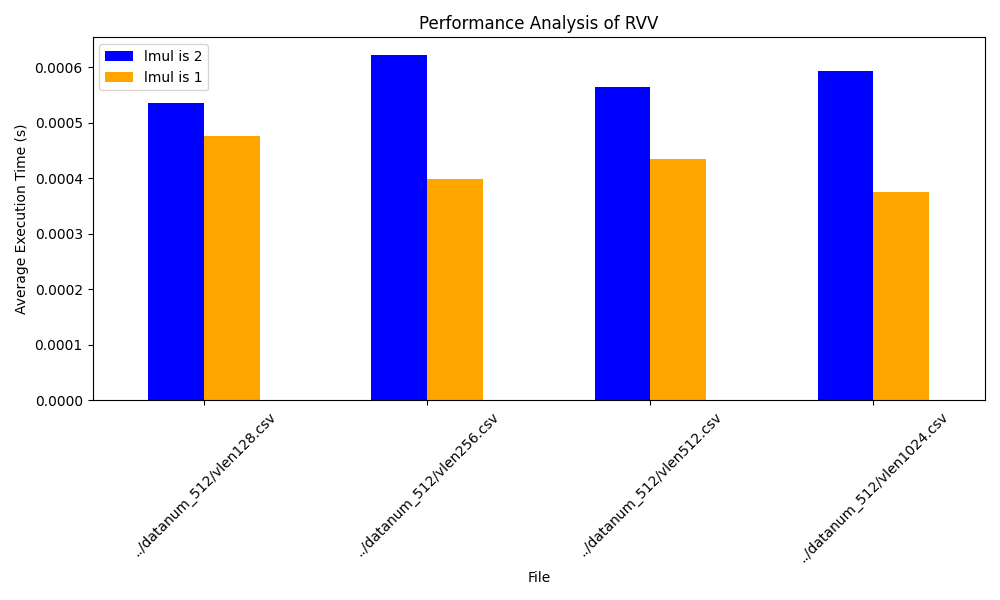 Performance Analysis of RVV
lmul is 2
lmul is 1
Average Execution Time (s)
0.0006
0.0005
0.0004
0.0003
0.0002
0.0001
0.0000
../datanum_512/vlen128.csv
../datanum_512/vlen256.csv
../datanum_512/vlen512.csv
../datanum_512/vlen1024.csv
File